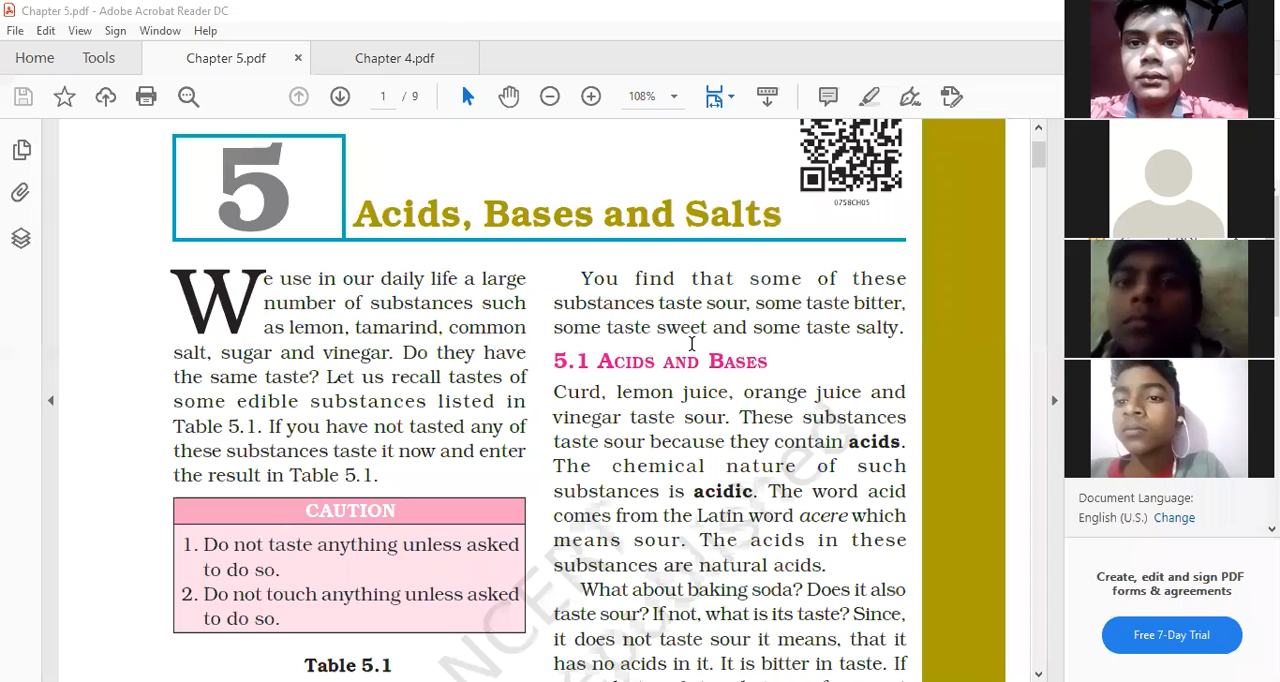 Chapter 5.pdf - Adobe Acrobat Reader DC
File Edit View Sign Window Help
Home Tools Chapter 5.pdf × Chapter 4.pdf
1 / 9 108%
5
0758CH05
Acids, Bases and Salts
We use in our daily life a large
number of substances such
as lemon, tamarind, common
salt, sugar and vinegar. Do they have
the same taste? Let us recall tastes of
some edible substances listed in
Table 5.1. If you have not tasted any of
these substances taste it now and enter
the result in Table 5.1.
CAUTION
1. Do not taste anything unless asked
to do so.
2. Do not touch anything unless asked
to do so.
Table 5.1
You find that some of these
substances taste sour, some taste bitter,
some taste sweet and some taste salty.
5.1 ACIDS AND BASES
Curd, lemon juice, orange juice and
vinegar taste sour. These substances
taste sour because they contain acids.
The chemical nature of such
substances is acidic. The word acid
comes from the Latin word acere which
means sour. The acids in these
substances are natural acids.
What about baking soda? Does it also
taste sour? If not, what is its taste? Since,
it does not taste sour it means, that it
has no acids in it. It is bitter in taste. If
NCERT
Document Language:
English (U.S.) Change
Create, edit and sign PDF
forms & agreements
Free 7-Day Trial